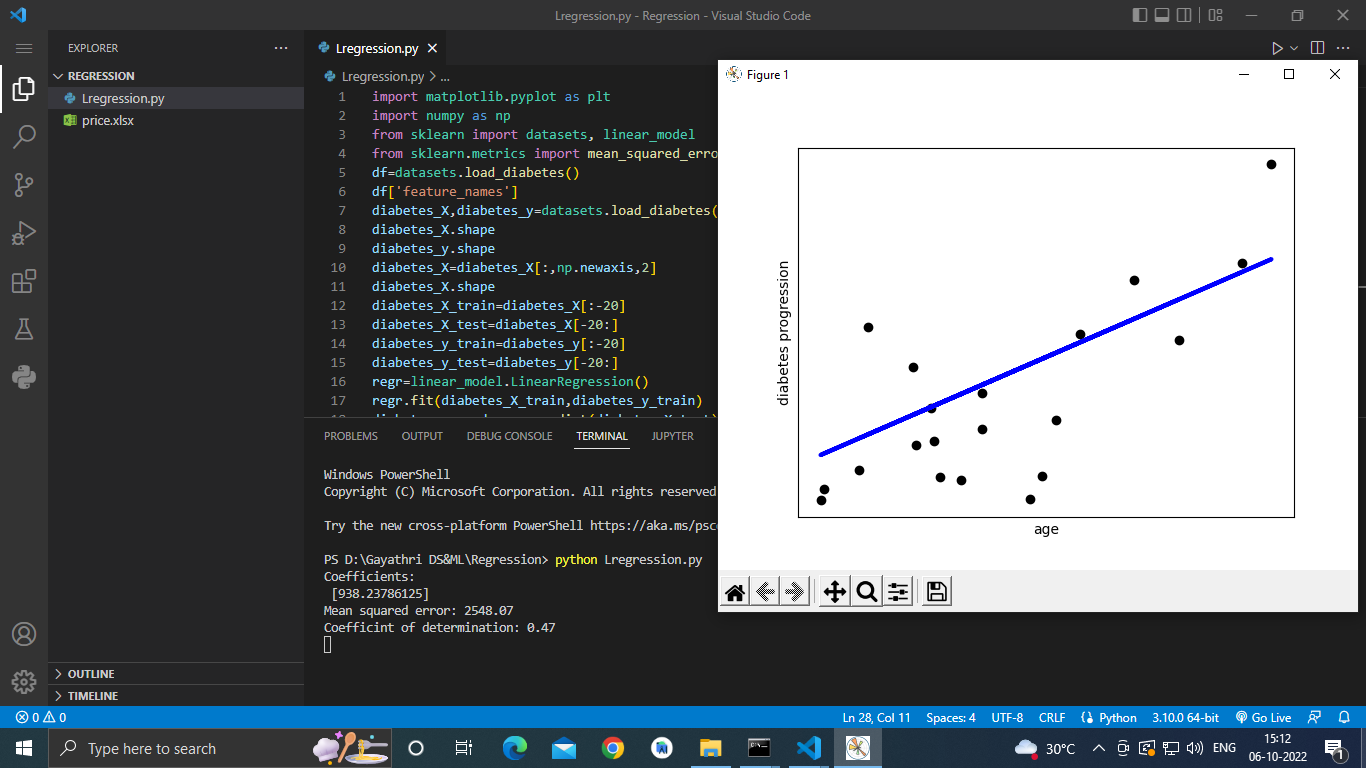 Lregression.py - Regression - Visual Studio Code
EXPLORER
REGRESSION
Lregression.py
price.xlsx
OUTLINE
TIMELINE
Lregression.py
Lregression.py > ...
1 import matplotlib.pyplot as plt
2 import numpy as np
3 from sklearn import datasets, linear_model
4 from sklearn.metrics import mean_squared_erro
5 df=datasets.load_diabetes()
6 df['feature_names']
7 diabetes_X,diabetes_y=datasets.load_diabetes(
8 diabetes_X.shape
9 diabetes_y.shape
10 diabetes_X=diabetes_X[:,np.newaxis,2]
11 diabetes_X.shape
12 diabetes_X_train=diabetes_X[:-20]
13 diabetes_X_test=diabetes_X[-20:]
14 diabetes_y_train=diabetes_y[:-20]
15 diabetes_y_test=diabetes_y[-20:]
16 regr=linear_model.LinearRegression()
17 regr.fit(diabetes_X_train,diabetes_y_train)
PROBLEMS OUTPUT DEBUG CONSOLE TERMINAL JUPYTER
Windows PowerShell
Copyright (C) Microsoft Corporation. All rights reserved
Try the new cross-platform PowerShell https://aka.ms/psc
PS D:\Gayathri DS&ML\Regression> python Lregression.py
Coefficients:
[938.23786125]
Mean squared error: 2548.07
Coefficint of determination: 0.47
Figure 1
diabetes progression
age
0 0 Ln 28, Col 11 Spaces: 4 UTF-8 CRLF Python 3.10.0 64-bit Go Live
Type here to search
30°C ENG 15:12
06-10-2022
1